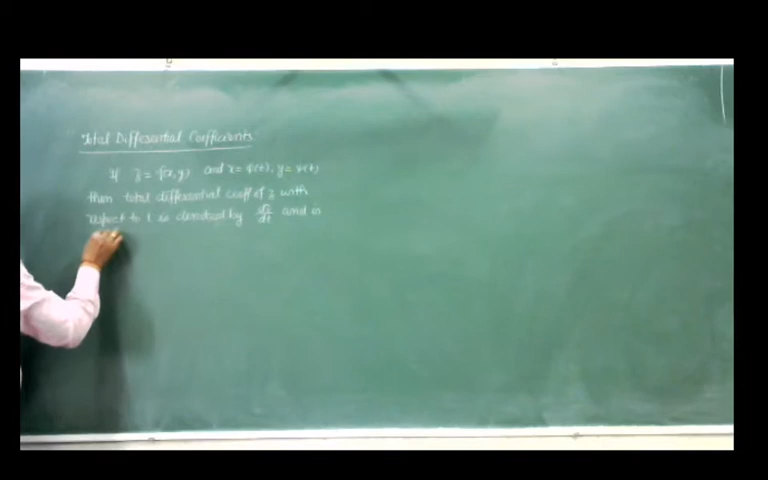 Total Differential Coefficients
If z = f(x, y) and x = φ(t), y = ψ(t)
then total differential coeff of z with
respect to t is denoted by dz/dt and is